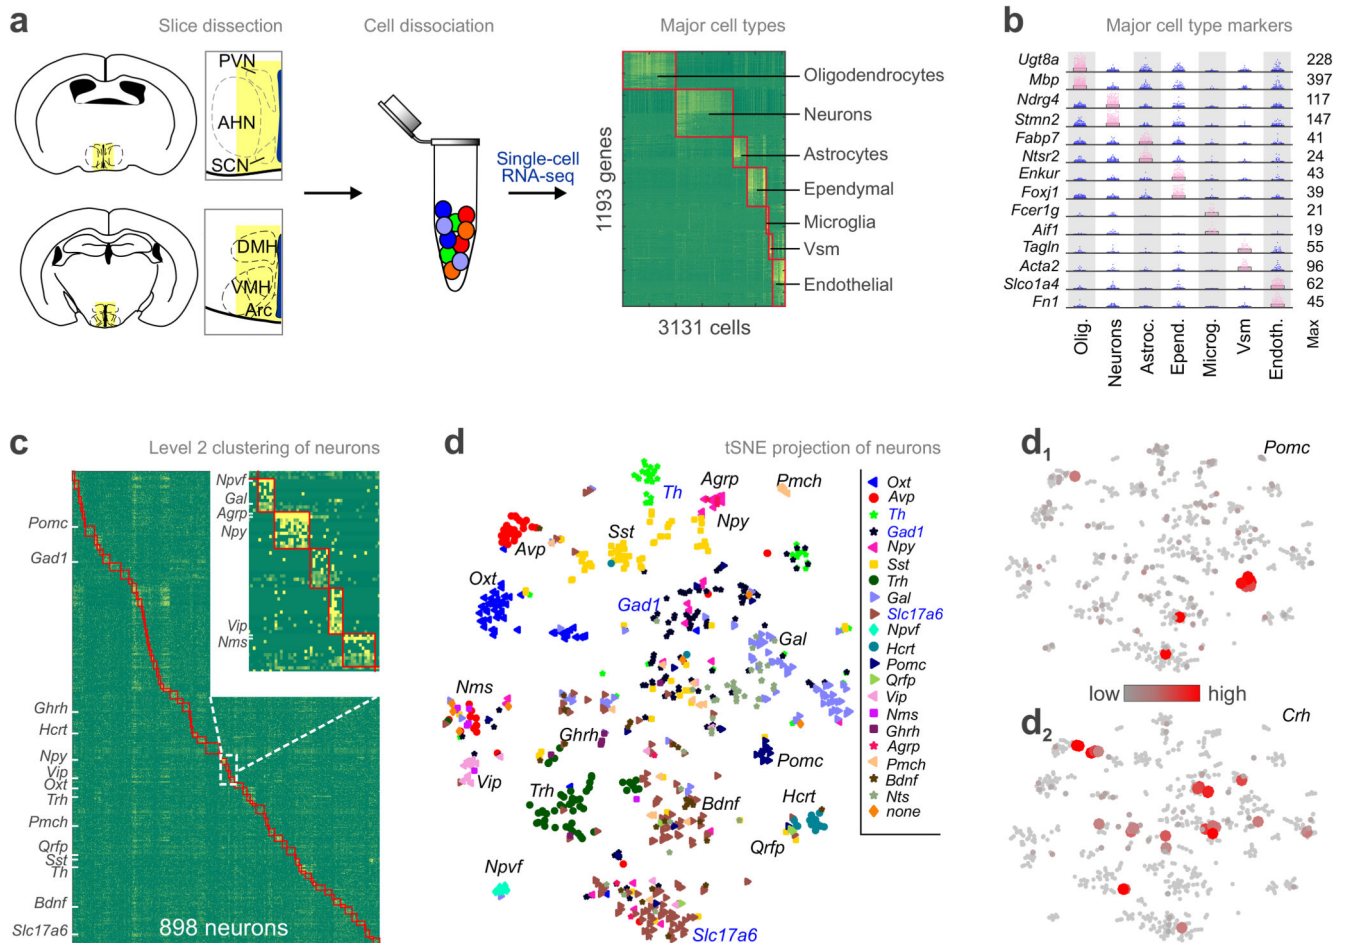 a
Slice dissection
Cell dissociation
Major cell types
PVN
AHN
SCN
DMH
VMH
Arc
Single-cell
RNA-seq
1193 genes
Oligodendrocytes
Neurons
Astrocytes
Ependymal
Microglia
Vsm
Endothelial
3131 cells
b
Major cell type markers
Ugt8a 228
Mbp 397
Ndrg4 117
Stmn2 147
Fabp7 41
Ntsr2 24
Enkur 43
Foxj1 39
Fcer1g 21
Aif1 19
Tagln 55
Acta2 96
Slco1a4 62
Fn1 45
Olig. Neurons Astroc. Epend. Microg. Vsm Endoth. Max
c
Level 2 clustering of neurons
Pomc
Gad1
Ghrh
Hcrt
Npy
Vip
Oxt
Trh
Pmch
Qrfp
Sst
Th
Bdnf
Slc17a6
Npvf
Gal
Agrp
Npy
Vip
Nms
898 neurons
d
tSNE projection of neurons
Th
Agrp
Pmch
Npy
Sst
Avp
Oxt
Gad1
Gal
Nms
Ghrh
Vip
Pomc
Trh
Bdnf
Hcrt
Qrfp
Npvf
Slc17a6
Oxt
Avp
Th
Gad1
Npy
Sst
Trh
Gal
Slc17a6
Npvf
Hcrt
Pomc
Qrfp
Vip
Nms
Ghrh
Agrp
Pmch
Bdnf
Nts
none
d1
Pomc
low high
d2
Crh